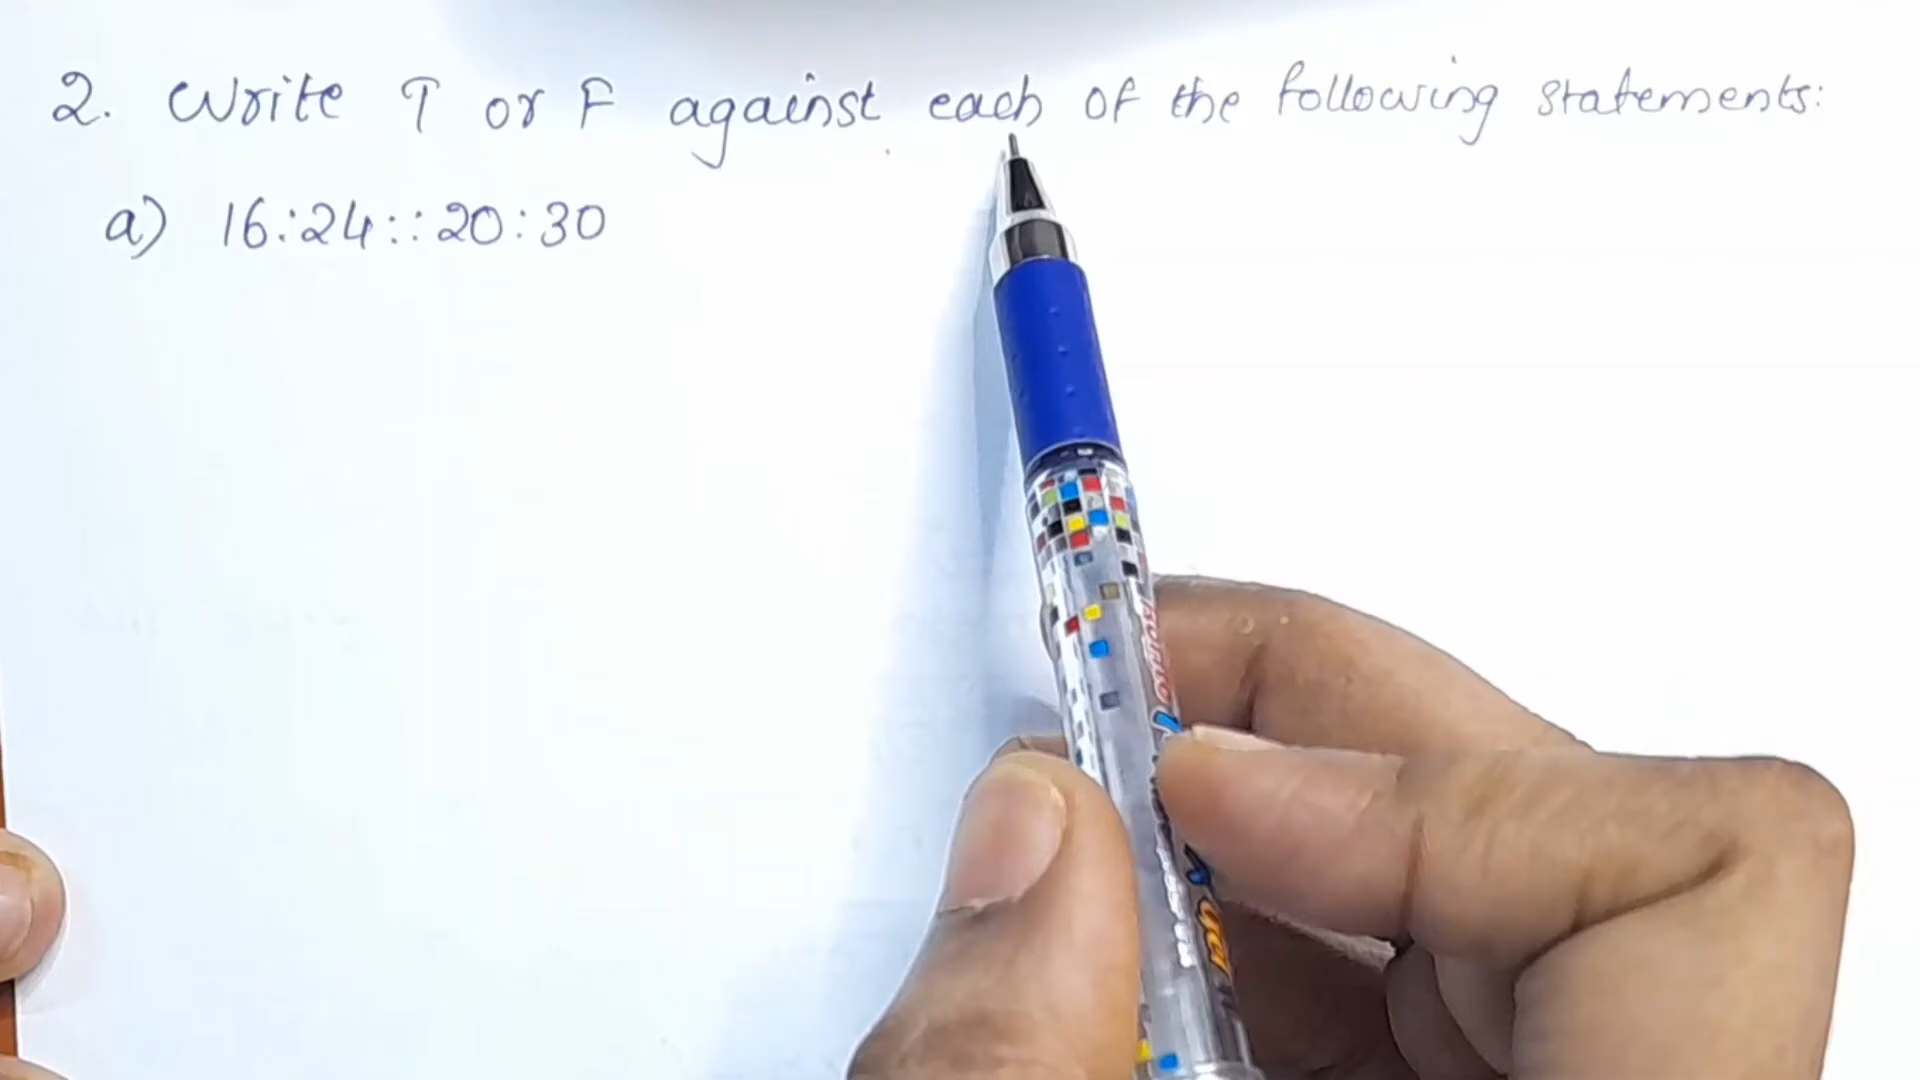 2. Write T or F against each of the following statements:
a) 16:24::20:30